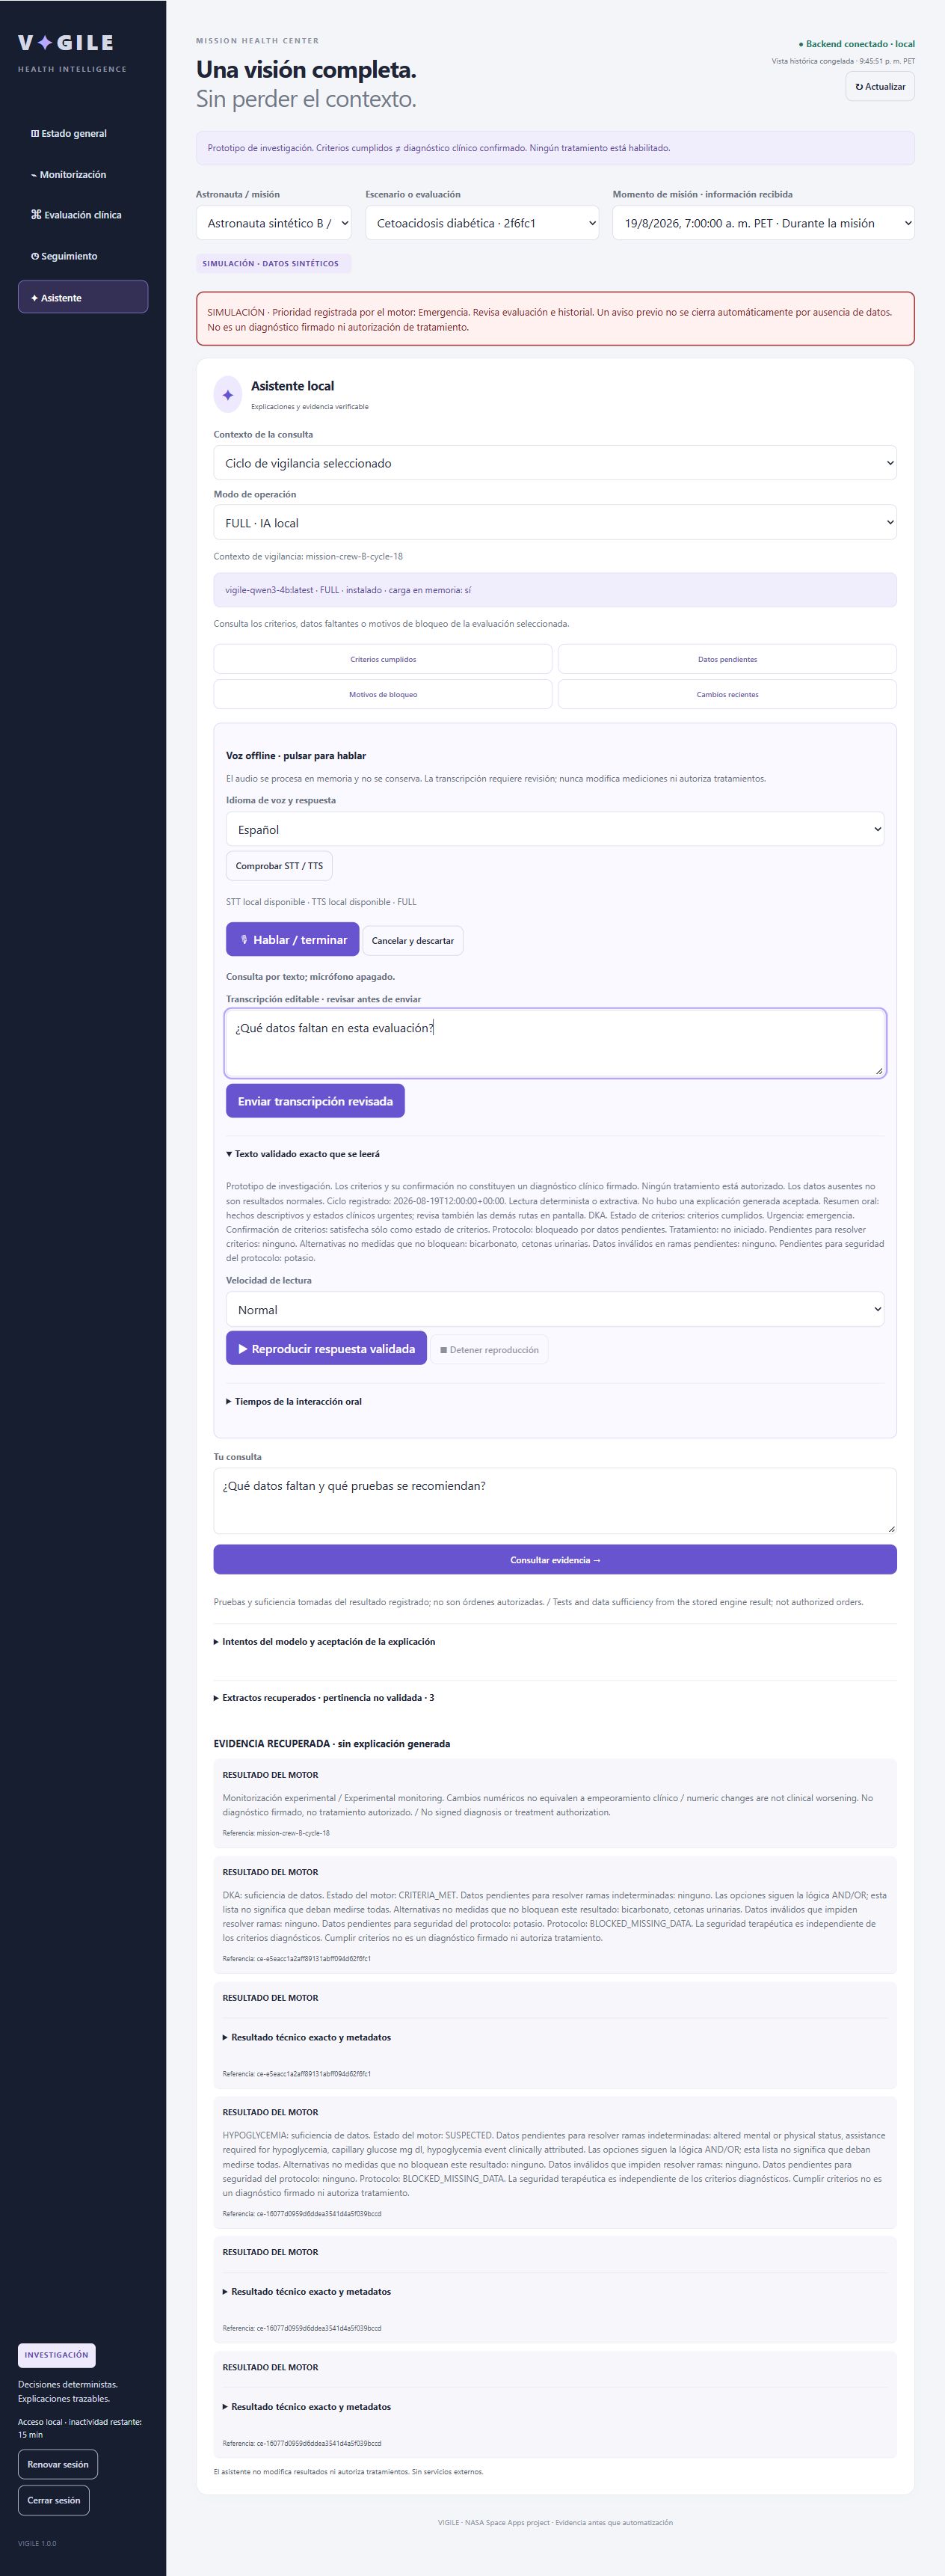 V✦GILE
HEALTH INTELLIGENCE
Estado general
Monitorización
Evaluación clínica
Seguimiento
✦ Asistente
INVESTIGACIÓN
Decisiones deterministas.
Explicaciones trazables.
Acceso local · inactividad restante:
15 min
Renovar sesión
Cerrar sesión
VIGILE 1.0.0
MISSION HEALTH CENTER
Una visión completa.
Sin perder el contexto.
● Backend conectado · local
Vista histórica congelada · 9:45:51 p. m. PET
↻ Actualizar
Prototipo de investigación. Criterios cumplidos ≠ diagnóstico clínico confirmado. Ningún tratamiento está habilitado.
Astronauta / misión
Astronauta sintético B /
Escenario o evaluación
Cetoacidosis diabética · 2f6fc1
Momento de misión · información recibida
19/8/2026, 7:00:00 a. m. PET · Durante la misión
SIMULACIÓN · DATOS SINTÉTICOS
SIMULACIÓN · Prioridad registrada por el motor: Emergencia. Revisa evaluación e historial. Un aviso previo no se cierra automáticamente por ausencia de datos.
No es un diagnóstico firmado ni autorización de tratamiento.
✦
Asistente local
Explicaciones y evidencia verificable
Contexto de la consulta
Ciclo de vigilancia seleccionado
Modo de operación
FULL · IA local
Contexto de vigilancia: mission-crew-B-cycle-18
vigile-qwen3-4b:latest · FULL · instalado · carga en memoria: sí
Consulta los criterios, datos faltantes o motivos de bloqueo de la evaluación seleccionada.
Criterios cumplidos
Datos pendientes
Motivos de bloqueo
Cambios recientes
Voz offline · pulsar para hablar
El audio se procesa en memoria y no se conserva. La transcripción requiere revisión; nunca modifica mediciones ni autoriza tratamientos.
Idioma de voz y respuesta
Español
Comprobar STT / TTS
STT local disponible · TTS local disponible · FULL
Hablar / terminar
Cancelar y descartar
Consulta por texto; micrófono apagado.
Transcripción editable · revisar antes de enviar
¿Qué datos faltan en esta evaluación?
Enviar transcripción revisada
▼ Texto validado exacto que se leerá
Prototipo de investigación. Los criterios y su confirmación no constituyen un diagnóstico clínico firmado. Ningún tratamiento está autorizado. Los datos ausentes no
son resultados normales. Ciclo registrado: 2026-08-19T12:00:00+00:00. Lectura determinista o extractiva. No hubo una explicación generada aceptada. Resumen oral:
hechos descriptivos y estados clínicos urgentes; revisa también las demás rutas en pantalla. DKA. Estado de criterios: criterios cumplidos. Urgencia: emergencia.
Confirmación de criterios: satisfecha sólo como estado de criterios. Protocolo: bloqueado por datos pendientes. Tratamiento: no iniciado. Pendientes para resolver
criterios: ninguno. Alternativas no medidas que no bloquean: bicarbonato, cetonas urinarias. Datos inválidos en ramas pendientes: ninguno. Pendientes para seguridad
del protocolo: potasio.
Velocidad de lectura
Normal
▶ Reproducir respuesta validada
■ Detener reproducción
▶ Tiempos de la interacción oral
Tu consulta
¿Qué datos faltan y qué pruebas se recomiendan?
Consultar evidencia →
Pruebas y suficiencia tomadas del resultado registrado; no son órdenes autorizadas. / Tests and data sufficiency from the stored engine result; not authorized orders.
▶ Intentos del modelo y aceptación de la explicación
▶ Extractos recuperados · pertinencia no validada · 3
EVIDENCIA RECUPERADA · sin explicación generada
RESULTADO DEL MOTOR
Monitorización experimental / Experimental monitoring. Cambios numéricos no equivalen a empeoramiento clínico / numeric changes are not clinical worsening. No
diagnóstico firmado, no tratamiento autorizado. / No signed diagnosis or treatment authorization.
Referencia: mission-crew-B-cycle-18
RESULTADO DEL MOTOR
DKA: suficiencia de datos. Estado del motor: CRITERIA_MET. Datos pendientes para resolver ramas indeterminadas: ninguno. Las opciones siguen la lógica AND/OR; esta
lista no significa que deban medirse todas. Alternativas no medidas que no bloquean este resultado: bicarbonato, cetonas urinarias. Datos inválidos que impiden
resolver ramas: ninguno. Datos pendientes para seguridad del protocolo: potasio. Protocolo: BLOCKED_MISSING_DATA. La seguridad terapéutica es independiente de
los criterios diagnósticos. Cumplir criterios no es un diagnóstico firmado ni autoriza tratamiento.
Referencia: ce-e5eacc1a2aff89131abff094d62f6fc1
RESULTADO DEL MOTOR
▶ Resultado técnico exacto y metadatos
Referencia: ce-e5eacc1a2aff89131abff094d62f6fc1
RESULTADO DEL MOTOR
HYPOGLYCEMIA: suficiencia de datos. Estado del motor: SUSPECTED. Datos pendientes para resolver ramas indeterminadas: altered mental or physical status, assistance
required for hypoglycemia, capillary glucose mg dl, hypoglycemia event clinically attributed. Las opciones siguen la lógica AND/OR; esta lista no significa que deban
medirse todas. Alternativas no medidas que no bloquean este resultado: ninguno. Datos inválidos que impiden resolver ramas: ninguno. Datos pendientes para
seguridad del protocolo: ninguno. Protocolo: BLOCKED_MISSING_DATA. La seguridad terapéutica es independiente de los criterios diagnósticos. Cumplir criterios no es
un diagnóstico firmado ni autoriza tratamiento.
Referencia: ce-16077d0959d6ddea3541d4a5f039bccd
RESULTADO DEL MOTOR
▶ Resultado técnico exacto y metadatos
Referencia: ce-16077d0959d6ddea3541d4a5f039bccd
RESULTADO DEL MOTOR
▶ Resultado técnico exacto y metadatos
Referencia: ce-16077d0959d6ddea3541d4a5f039bccd
El asistente no modifica resultados ni autoriza tratamientos. Sin servicios externos.
VIGILE · NASA Space Apps project · Evidencia antes que automatización